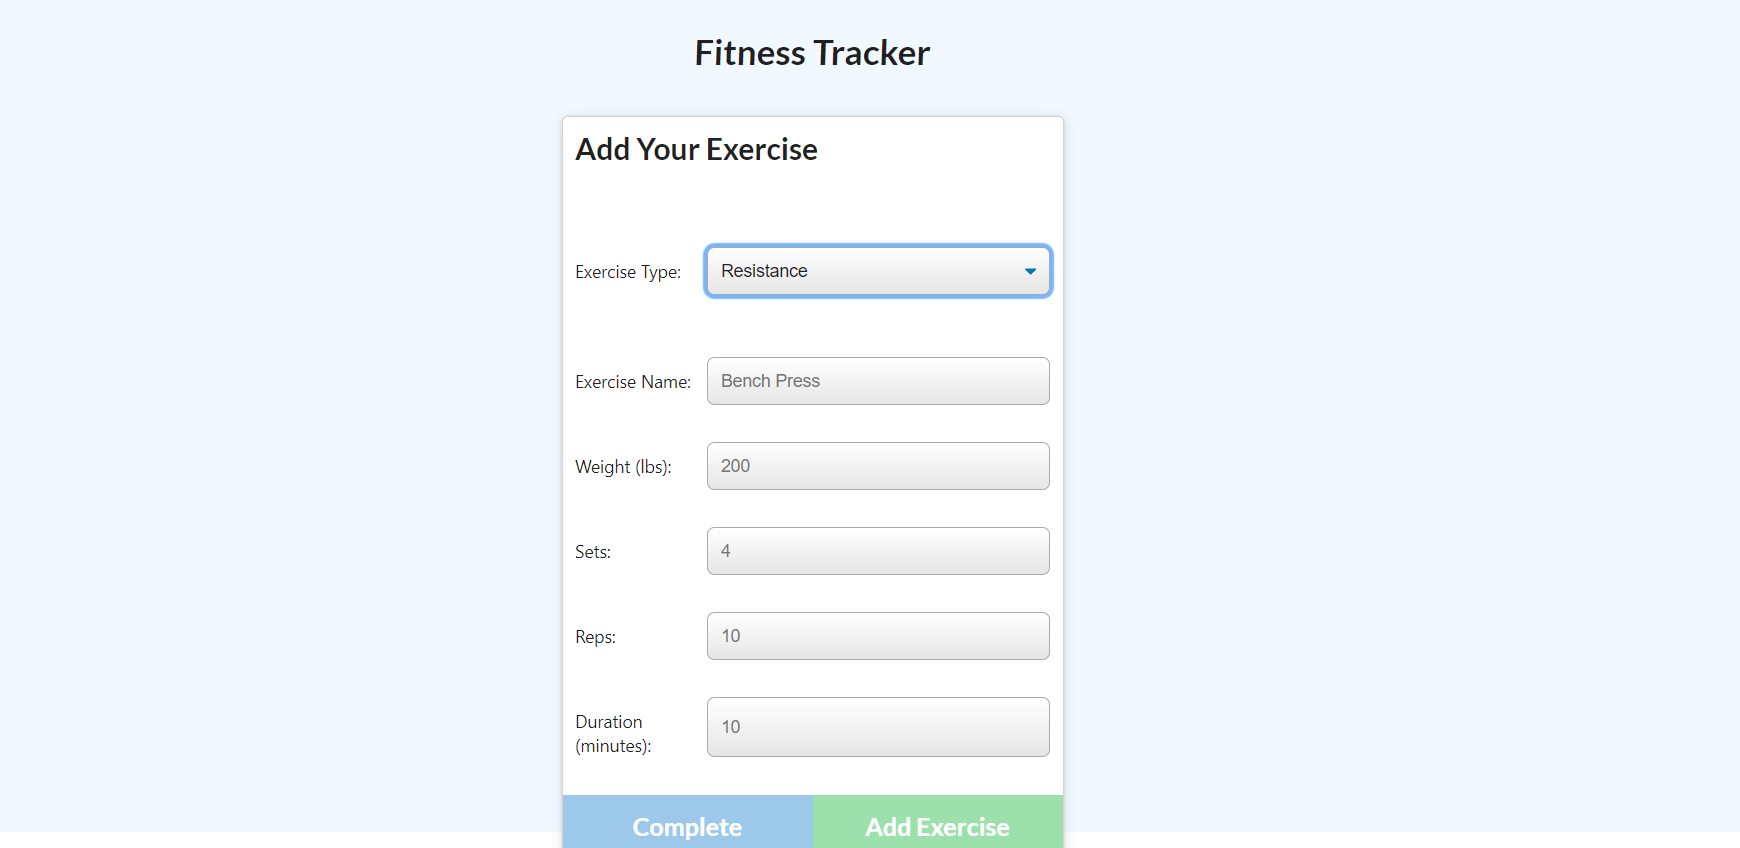 Fitness Tracker
Add Your Exercise
Exercise Type: Resistance
Exercise Name: Bench Press
Weight (lbs): 200
Sets: 4
Reps: 10
Duration
(minutes): 10
Complete Add Exercise